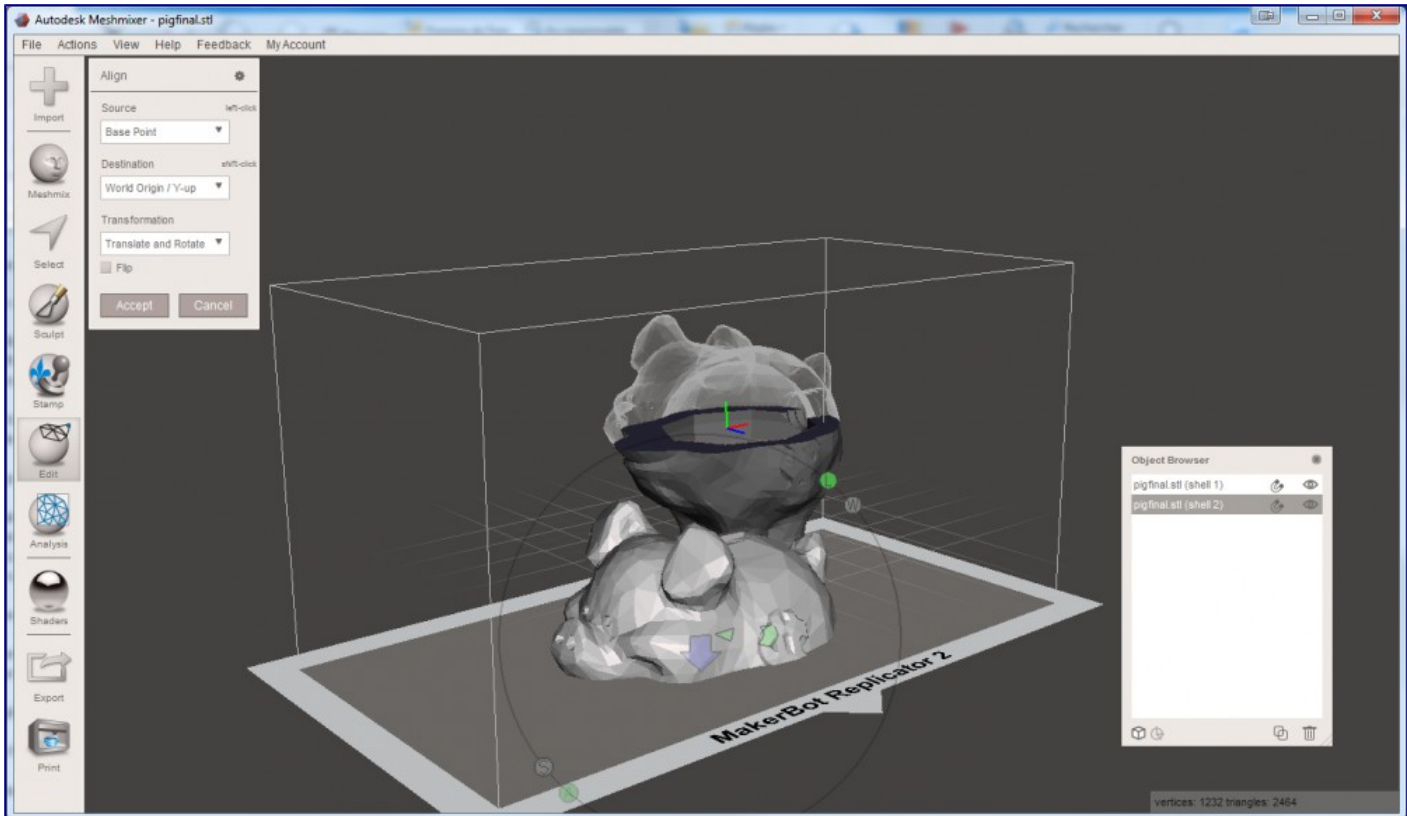 Autodesk Meshmixer - pigfinal.stl
File Actions View Help Feedback My Account
Import
Meshmix
Select
Sculpt
Stamp
Edit
Analysis
Shaders
Export
Print
Align
Source left-click
Base Point
Destination shift-click
World Origin / Y-up
Transformation
Translate and Rotate
Flip
Accept Cancel
L
W
S
MakerBot Replicator 2
Object Browser
pigfinal.stl (shell 1)
pigfinal.stl (shell 2)
vertices: 1232 triangles: 2464